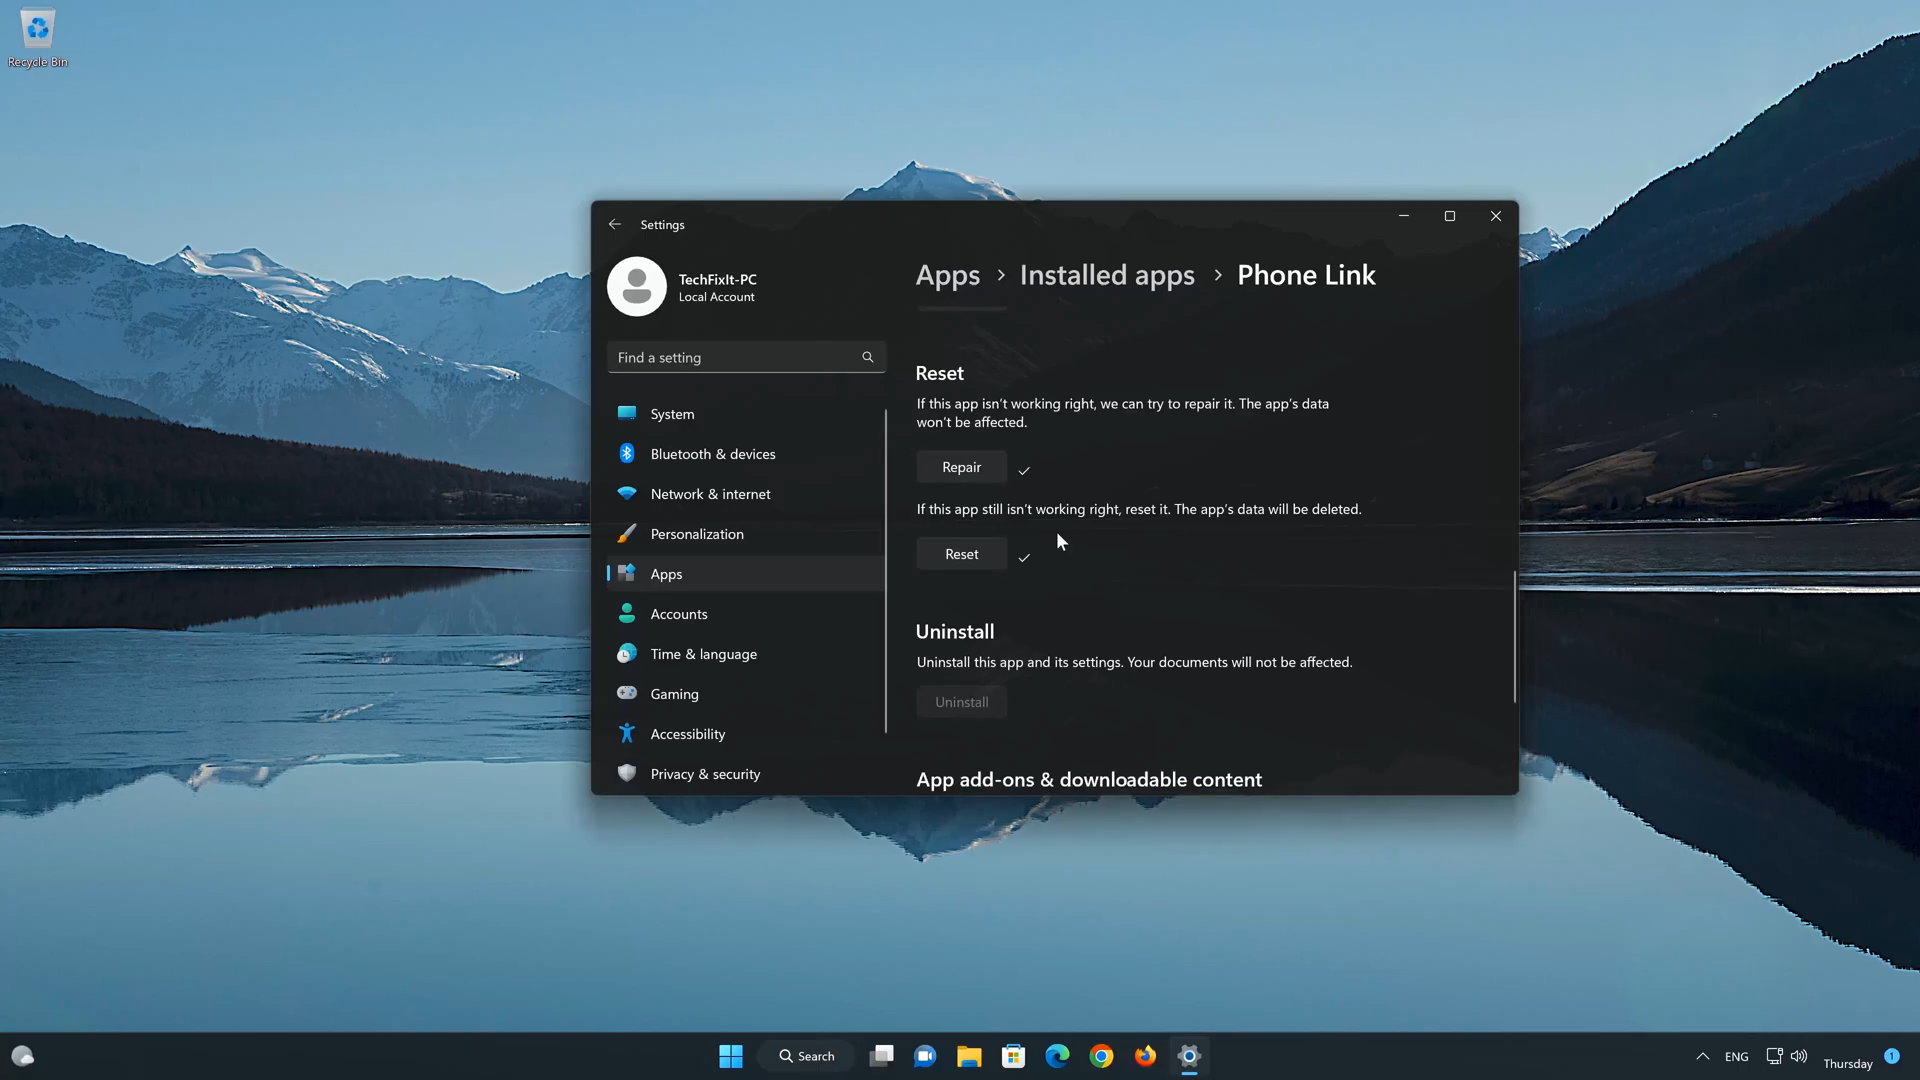 Recycle Bin
Settings
TechFixIt-PC
Local Account
Find a setting
System
Bluetooth & devices
Network & internet
Personalization
Apps
Accounts
Time & language
Gaming
Accessibility
Privacy & security
Apps > Installed apps > Phone Link
Reset
If this app isn't working right, we can try to repair it. The app's data
won't be affected.
Repair
If this app still isn't working right, reset it. The app's data will be deleted.
Reset
Uninstall
Uninstall this app and its settings. Your documents will not be affected.
Uninstall
App add-ons & downloadable content
Search
ENG
Thursday
1